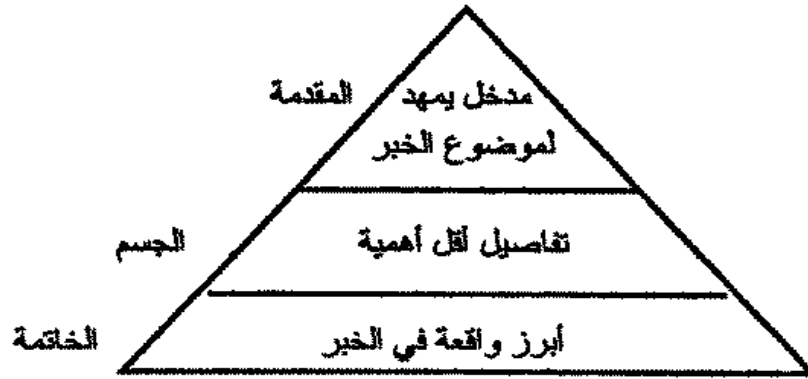 المقدمة
مدخل يمهد
لموضوع الخبر
الجسم
تفاصيل أقل أهمية
الخاتمة
أبرز واقعة في الخبر